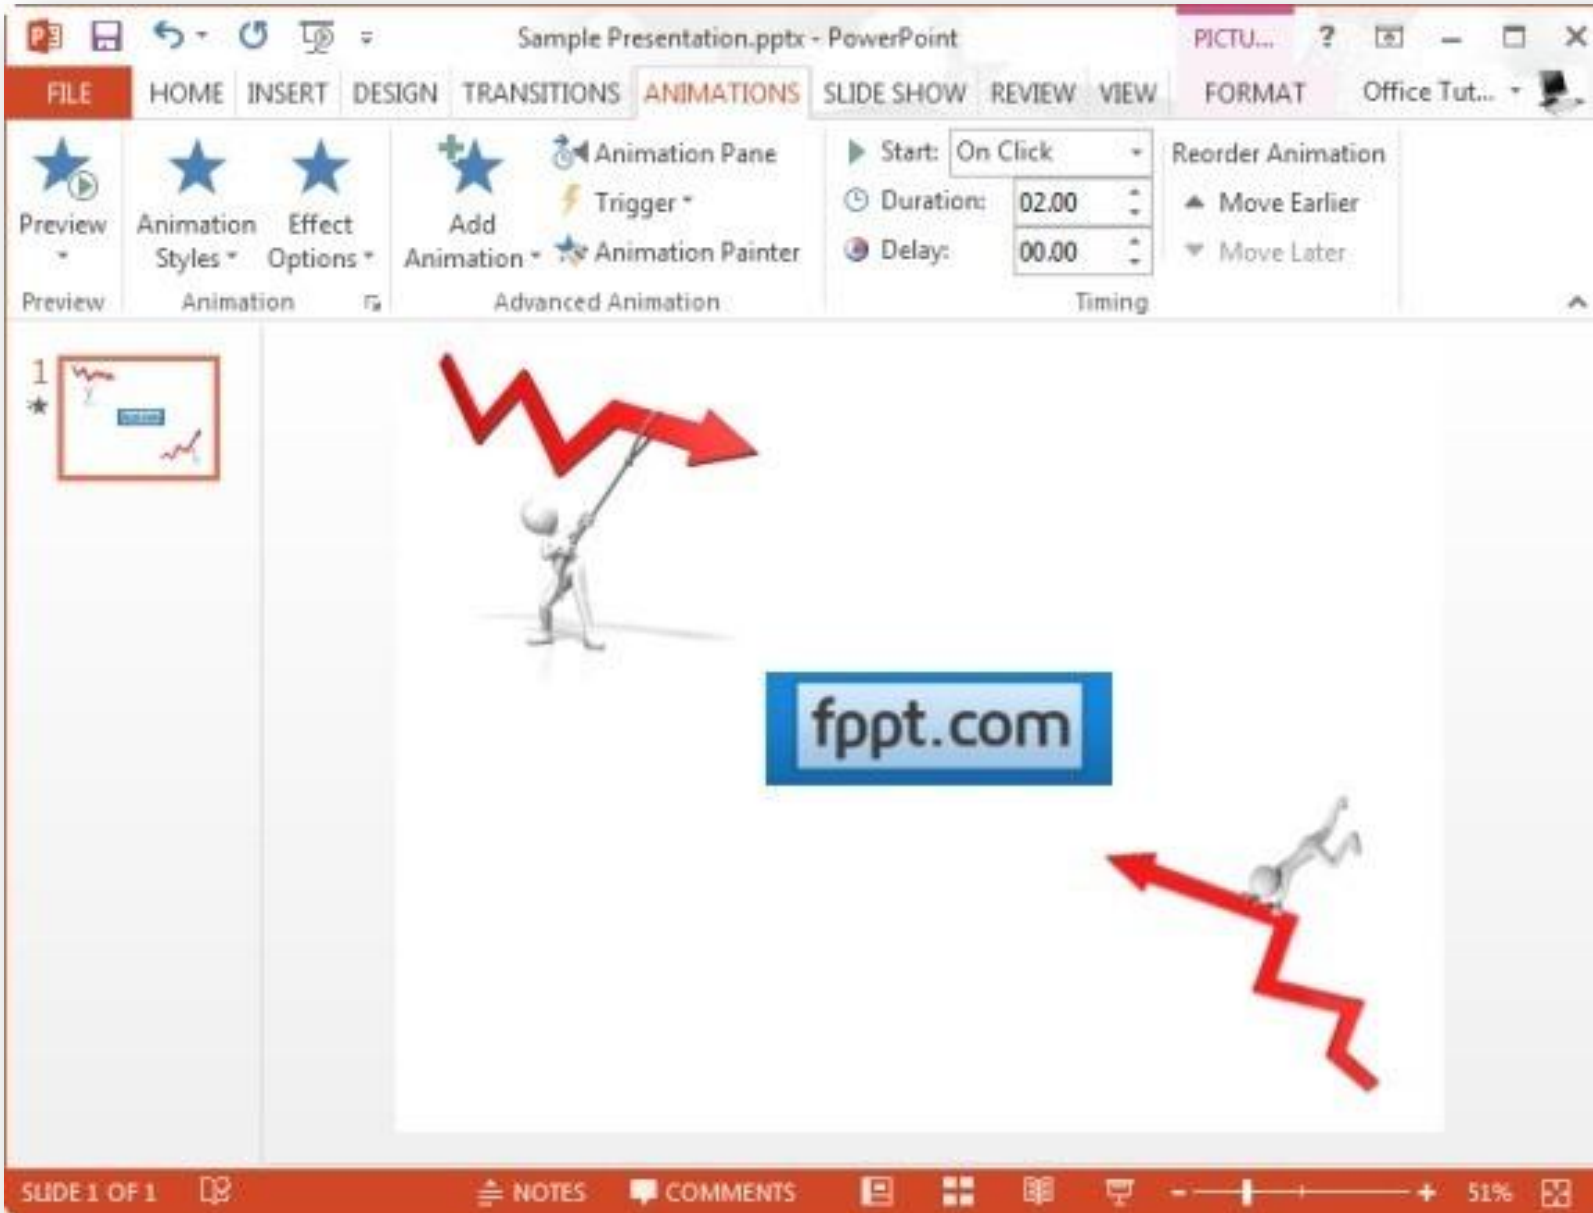 Sample Presentation.pptx - PowerPoint
PICTU... ?
FILE HOME INSERT DESIGN TRANSITIONS ANIMATIONS SLIDE SHOW REVIEW VIEW FORMAT Office Tut...
Preview
Animation Styles
Effect Options
Add Animation
Animation Pane
Trigger
Animation Painter
Start: On Click
Duration: 02.00
Delay: 00.00
Reorder Animation
Move Earlier
Move Later
Preview Animation Advanced Animation Timing
1
fppt.com
SLIDE 1 OF 1 NOTES COMMENTS - + 51%